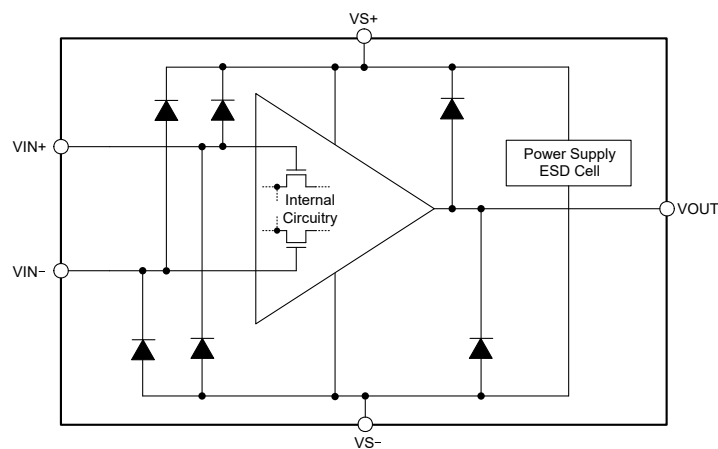 VS+
VIN+
Power Supply
ESD Cell
Internal
Circuitry
VOUT
VIN−
VS−